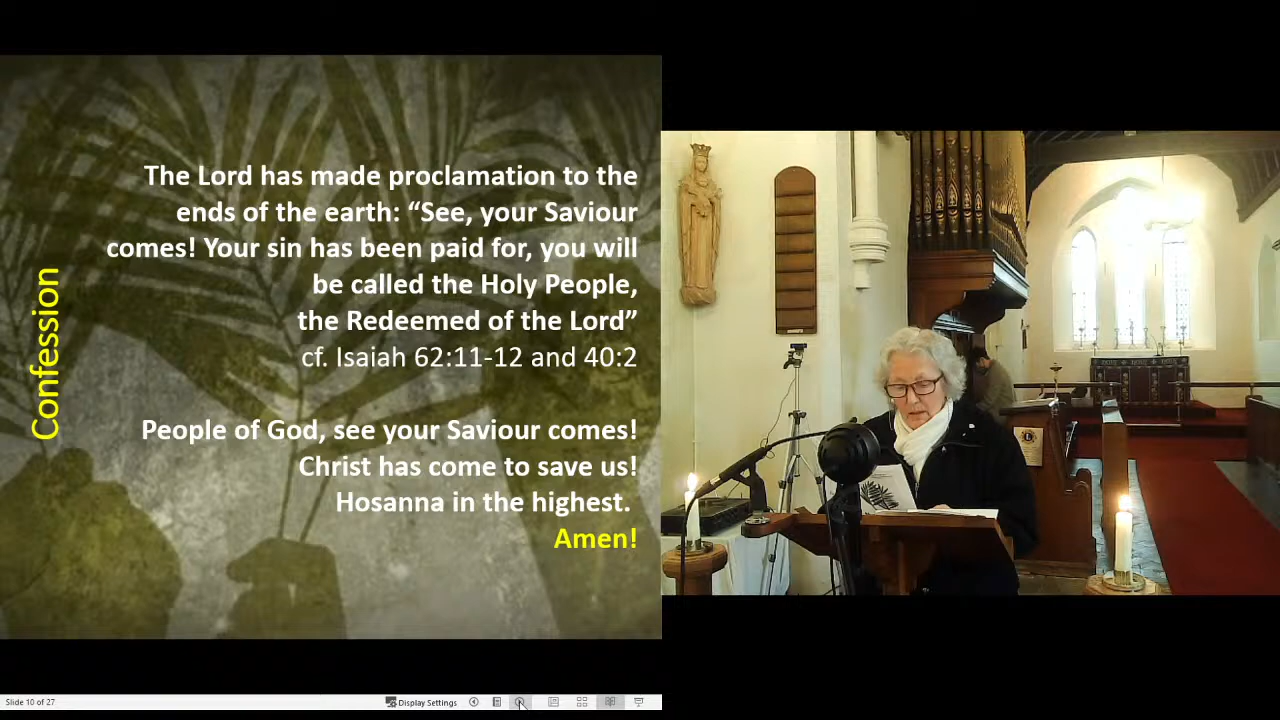 Confession
The Lord has made proclamation to the
ends of the earth: “See, your Saviour
comes! Your sin has been paid for, you will
be called the Holy People,
the Redeemed of the Lord”
cf. Isaiah 62:11-12 and 40:2
People of God, see your Saviour comes!
Christ has come to save us!
Hosanna in the highest.
Amen!
Slide 10 of 27
Display Settings